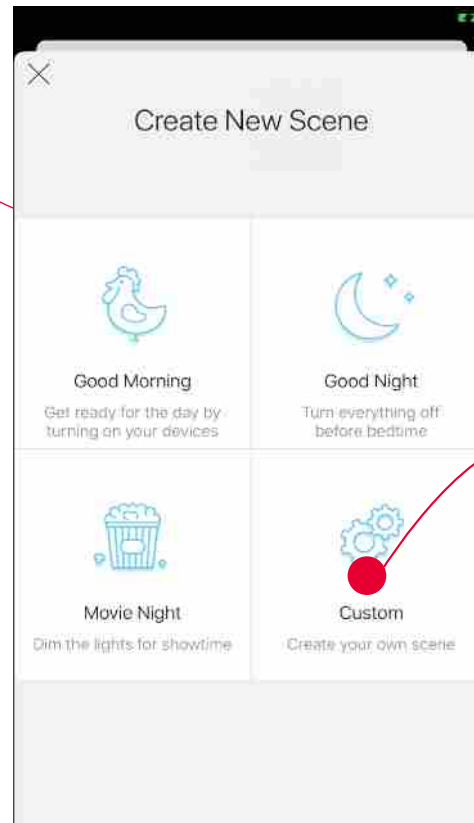 Create New Scene
Good Morning
Get ready for the day by
turning on your devices
Good Night
Turn everything off
before bedtime
Movie Night
Dim the lights for showtime
Custom
Create your own scene